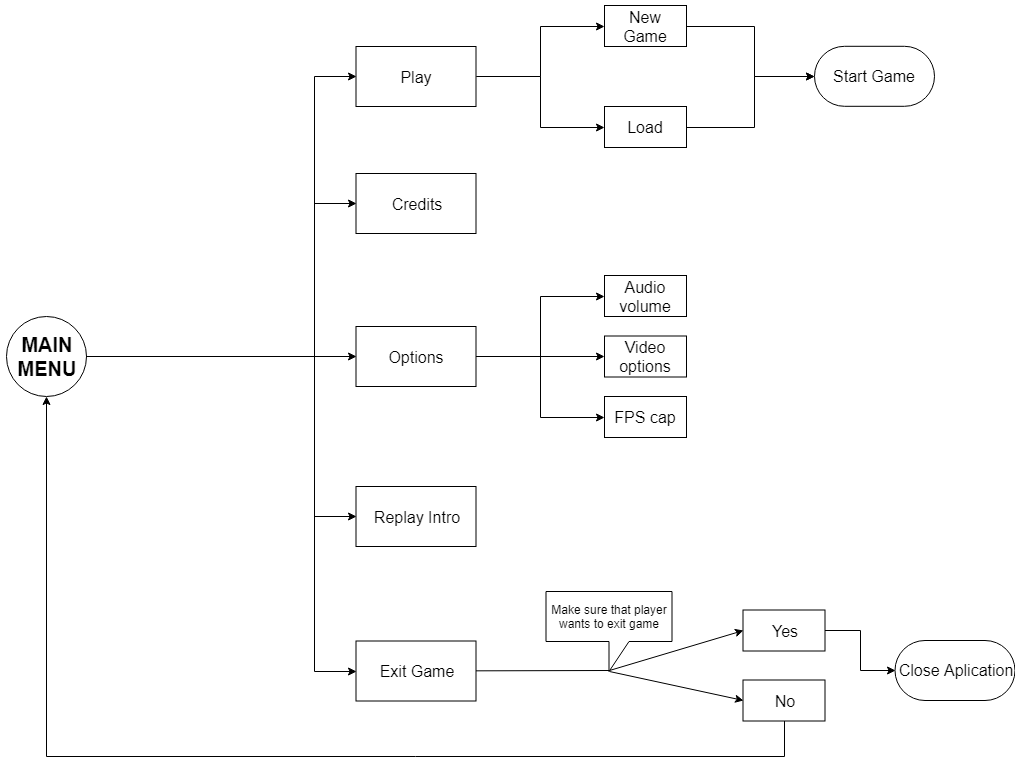 New
Game
Play
Start Game
Load
Credits
Audio
volume
MAIN
MENU
Options
Video
options
FPS cap
Replay Intro
Make sure that player
wants to exit game
Yes
Exit Game
Close Aplication
No